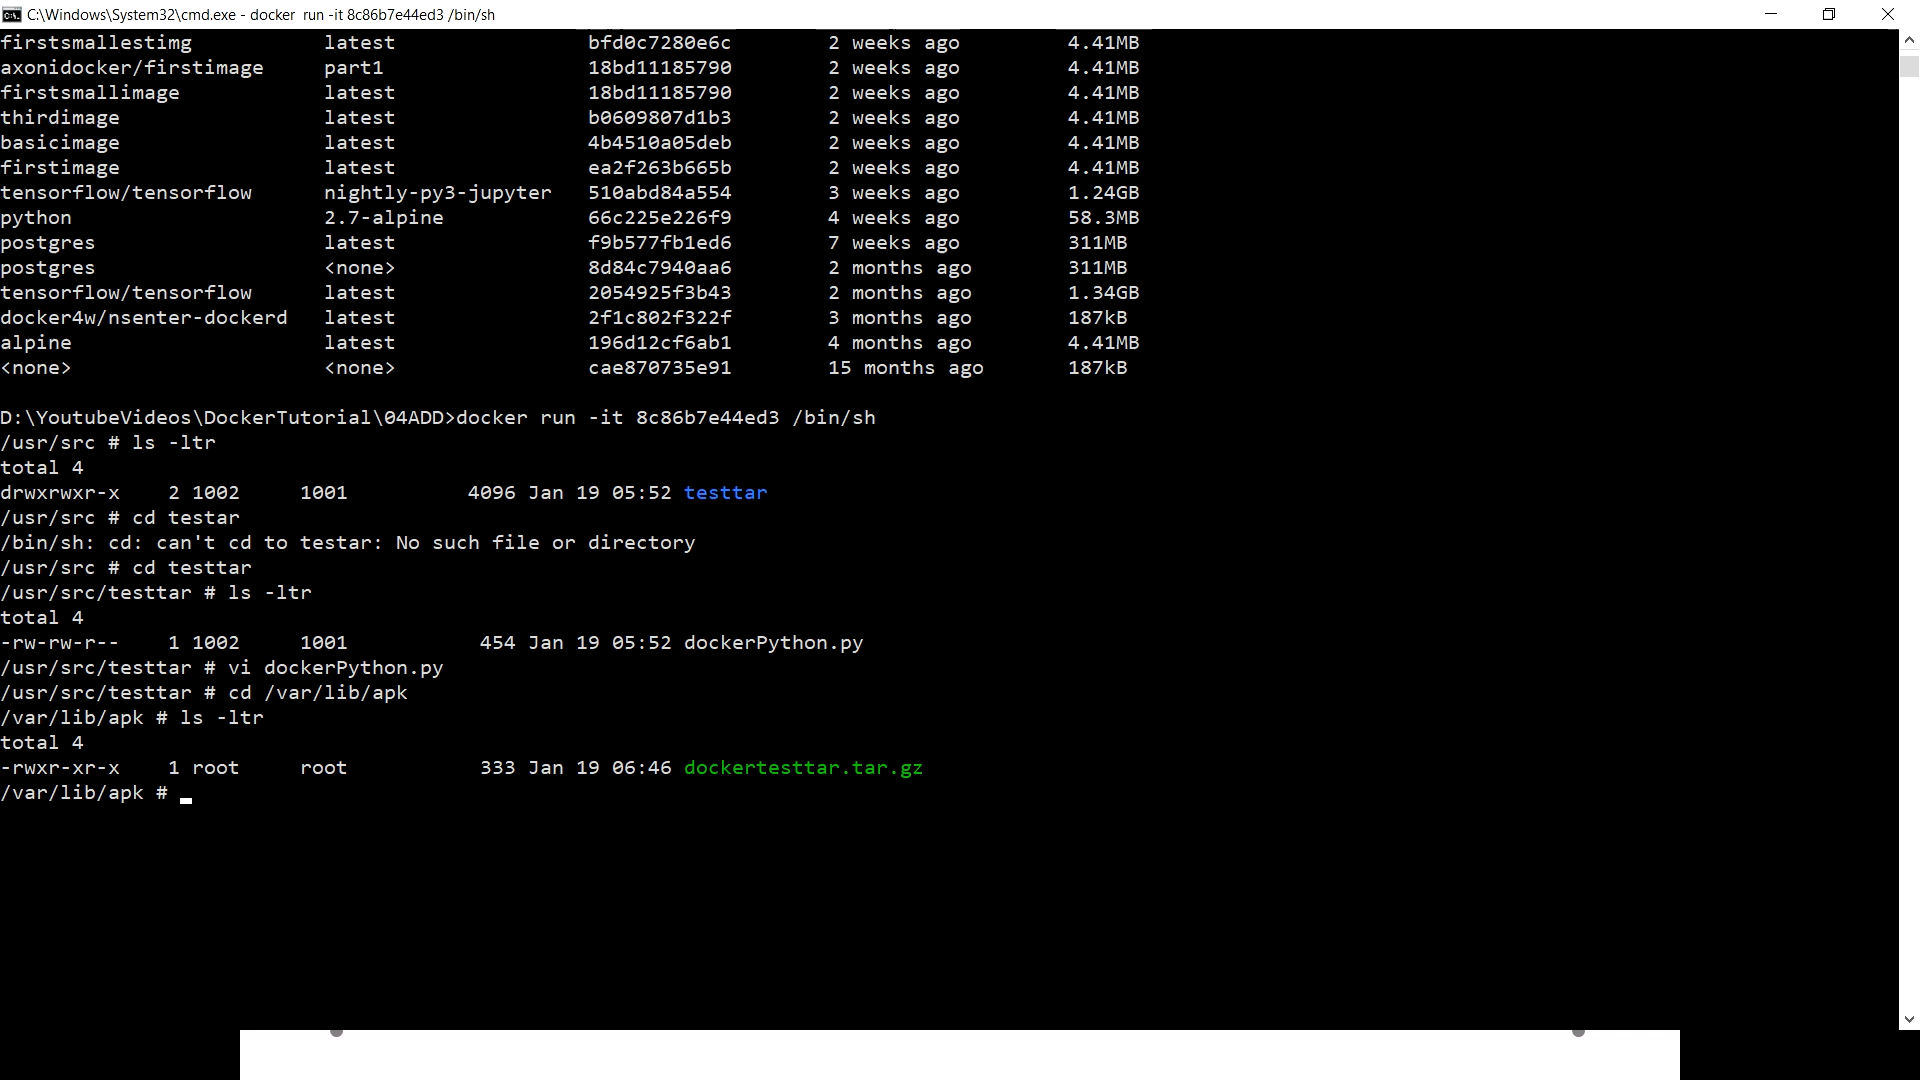 C:\Windows\System32\cmd.exe - docker  run -it 8c86b7e44ed3 /bin/sh
firstsmallestimg           latest                bfd0c7280e6c        2 weeks ago         4.41MB
axonidocker/firstimage     part1                 18bd11185790        2 weeks ago         4.41MB
firstsmallimage            latest                18bd11185790        2 weeks ago         4.41MB
thirdimage                 latest                b0609807d1b3        2 weeks ago         4.41MB
basicimage                 latest                4b4510a05deb        2 weeks ago         4.41MB
firstimage                 latest                ea2f263b665b        2 weeks ago         4.41MB
tensorflow/tensorflow      nightly-py3-jupyter   510abd84a554        3 weeks ago         1.24GB
python                     2.7-alpine            66c225e226f9        4 weeks ago         58.3MB
postgres                   latest                f9b577fb1ed6        7 weeks ago         311MB
postgres                   <none>                8d84c7940aa6        2 months ago        311MB
tensorflow/tensorflow      latest                2054925f3b43        2 months ago        1.34GB
docker4w/nsenter-dockerd   latest                2f1c802f322f        3 months ago        187kB
alpine                     latest                196d12cf6ab1        4 months ago        4.41MB
<none>                     <none>                cae870735e91        15 months ago       187kB
D:\YoutubeVideos\DockerTutorial\04ADD>docker run -it 8c86b7e44ed3 /bin/sh
/usr/src # ls -ltr
total 4
drwxrwxr-x    2 1002     1001          4096 Jan 19 05:52 testtar
/usr/src # cd testar
/bin/sh: cd: can't cd to testar: No such file or directory
/usr/src # cd testtar
/usr/src/testtar # ls -ltr
total 4
-rw-rw-r--    1 1002     1001           454 Jan 19 05:52 dockerPython.py
/usr/src/testtar # vi dockerPython.py
/usr/src/testtar # cd /var/lib/apk
/var/lib/apk # ls -ltr
total 4
-rwxr-xr-x    1 root     root           333 Jan 19 06:46 dockertesttar.tar.gz
/var/lib/apk #